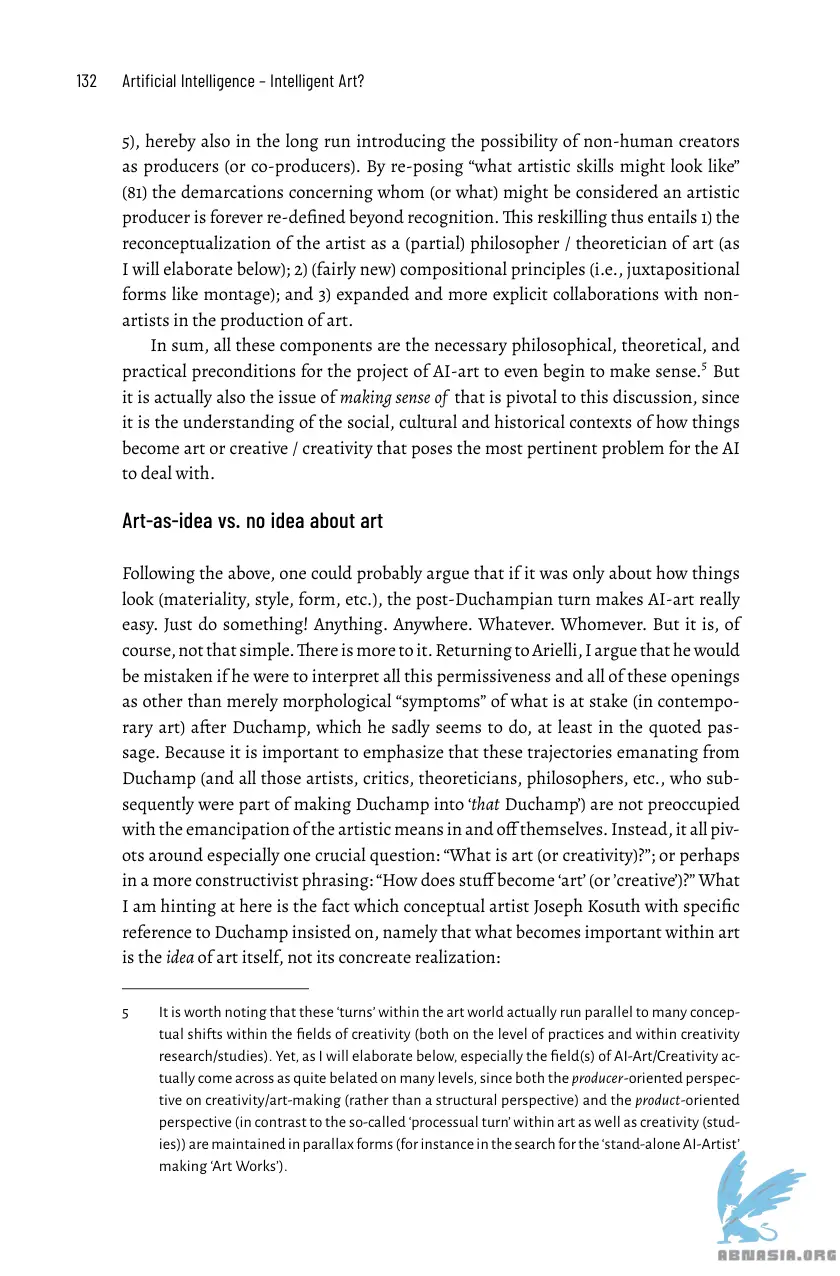 132 Artificial Intelligence – Intelligent Art?
5), hereby also in the long run introducing the possibility of non-human creators
as producers (or co-producers). By re-posing “what artistic skills might look like”
(81) the demarcations concerning whom (or what) might be considered an artistic
producer is forever re-defined beyond recognition. This reskilling thus entails 1) the
reconceptualization of the artist as a (partial) philosopher / theoretician of art (as
I will elaborate below); 2) (fairly new) compositional principles (i.e., juxtapositional
forms like montage); and 3) expanded and more explicit collaborations with non-
artists in the production of art.
In sum, all these components are the necessary philosophical, theoretical, and
practical preconditions for the project of AI-art to even begin to make sense.⁵ But
it is actually also the issue of making sense of that is pivotal to this discussion, since
it is the understanding of the social, cultural and historical contexts of how things
become art or creative / creativity that poses the most pertinent problem for the AI
to deal with.
Art-as-idea vs. no idea about art
Following the above, one could probably argue that if it was only about how things
look (materiality, style, form, etc.), the post-Duchampian turn makes AI-art really
easy. Just do something! Anything. Anywhere. Whatever. Whomever. But it is, of
course, not that simple. There is more to it. Returning to Arielli, I argue that he would
be mistaken if he were to interpret all this permissiveness and all of these openings
as other than merely morphological “symptoms” of what is at stake (in contempo-
rary art) after Duchamp, which he sadly seems to do, at least in the quoted pas-
sage. Because it is important to emphasize that these trajectories emanating from
Duchamp (and all those artists, critics, theoreticians, philosophers, etc., who sub-
sequently were part of making Duchamp into ‘that Duchamp’) are not preoccupied
with the emancipation of the artistic means in and off themselves. Instead, it all piv-
ots around especially one crucial question: “What is art (or creativity)?”; or perhaps
in a more constructivist phrasing: “How does stuff become ‘art’ (or ’creative’)?” What
I am hinting at here is the fact which conceptual artist Joseph Kosuth with specific
reference to Duchamp insisted on, namely that what becomes important within art
is the idea of art itself, not its concreate realization:
5 It is worth noting that these ‘turns’ within the art world actually run parallel to many concep-
tual shifts within the fields of creativity (both on the level of practices and within creativity
research/studies). Yet, as I will elaborate below, especially the field(s) of AI-Art/Creativity ac-
tually come across as quite belated on many levels, since both the producer-oriented perspec-
tive on creativity/art-making (rather than a structural perspective) and the product-oriented
perspective (in contrast to the so-called ‘processual turn’ within art as well as creativity (stud-
ies)) are maintained in parallax forms (for instance in the search for the ‘stand-alone AI-Artist’
making ‘Art Works’).
ABNASIA.ORG